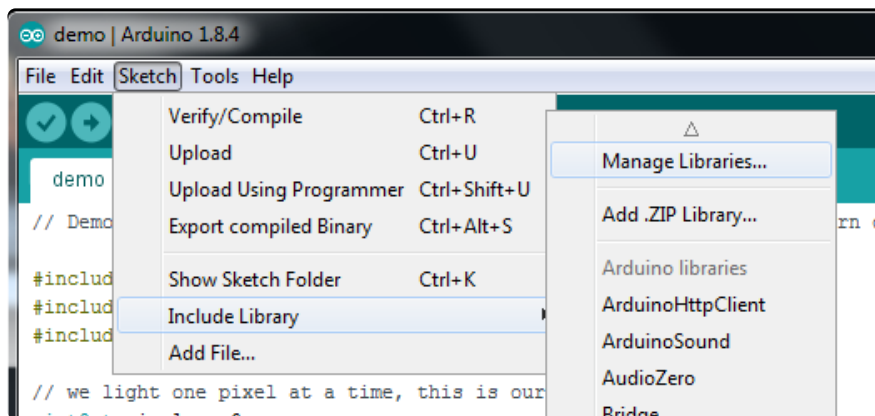 demo | Arduino 1.8.4
File Edit Sketch Tools Help
Verify/Compile Ctrl+R
Upload Ctrl+U
Upload Using Programmer Ctrl+Shift+U
Export compiled Binary Ctrl+Alt+S
Show Sketch Folder Ctrl+K
Include Library
Add File...
Manage Libraries...
Add .ZIP Library...
Arduino libraries
ArduinoHttpClient
ArduinoSound
AudioZero
Bridge
demo
// Demo
#includ
#includ
#includ
// we light one pixel at a time, this is our